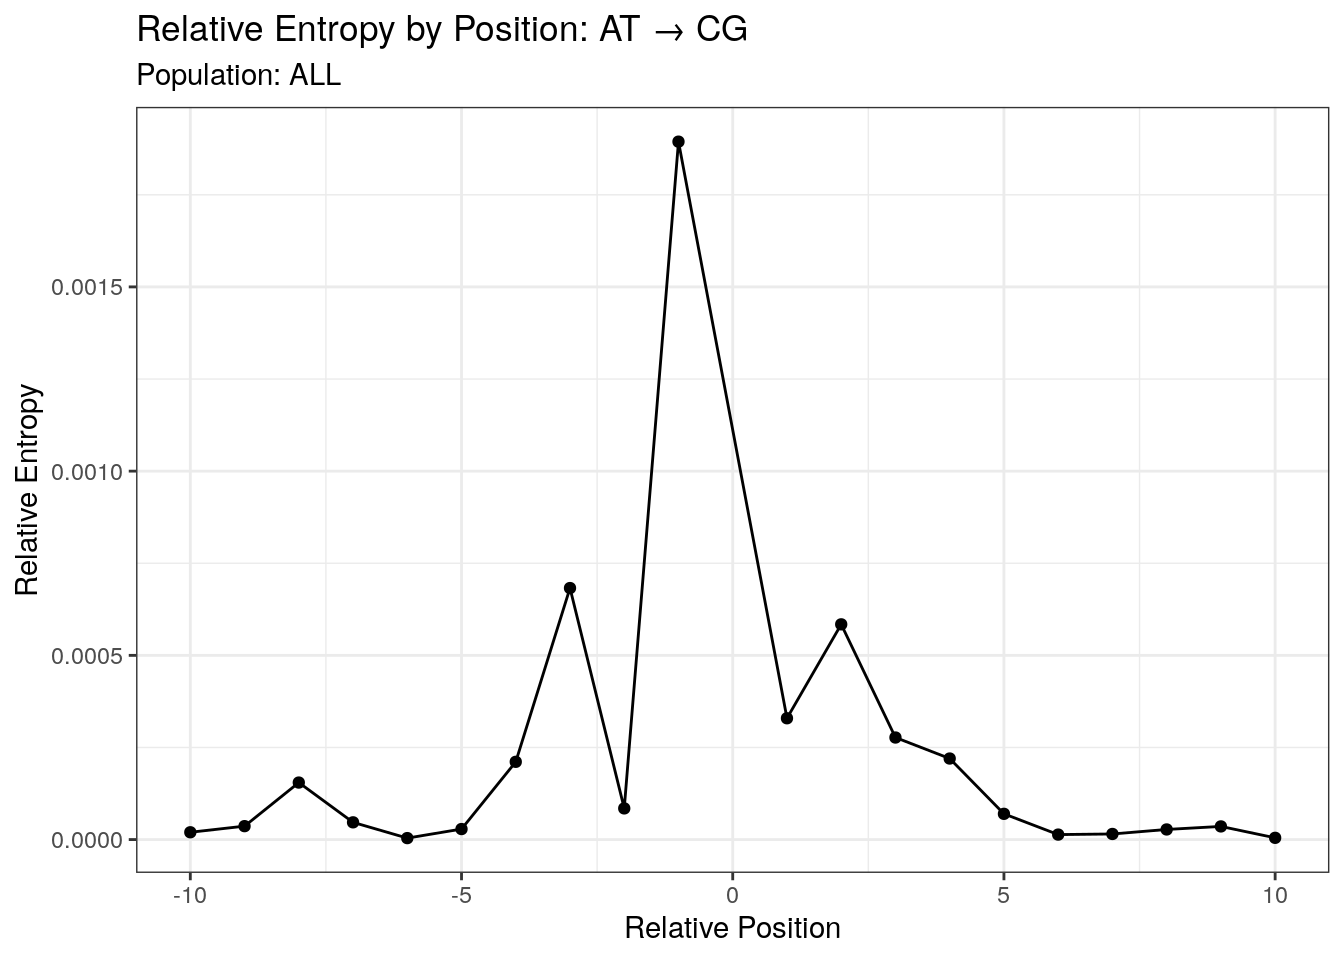 Relative Entropy by Position: AT → CG
Population: ALL
Relative Entropy
0.0015
0.0010
0.0005
0.0000
-10 -5 0 5 10
Relative Position